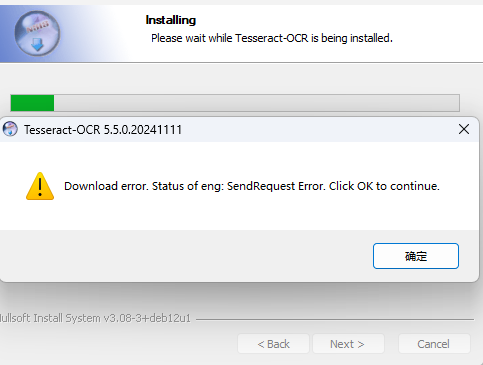 Installing
Please wait while Tesseract-OCR is being installed.
Tesseract-OCR 5.5.0.20241111
Download error. Status of eng: SendRequest Error. Click OK to continue.
确定
ullsoft Install System v3.08-3+deb12u1
< Back
Next >
Cancel